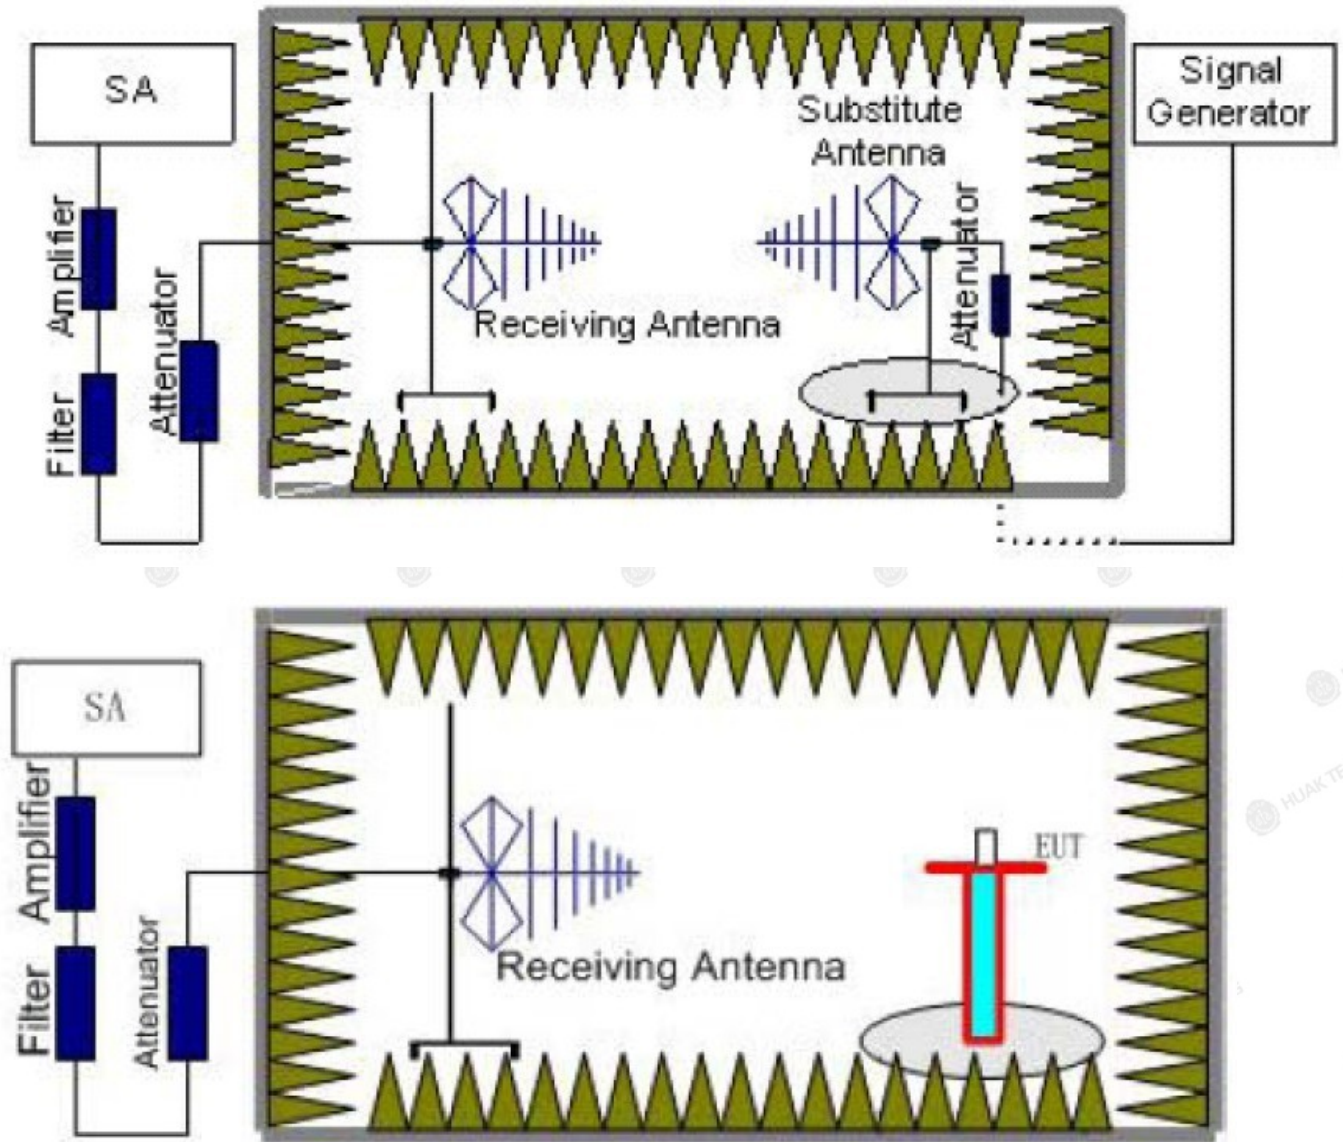 SA
Signal
Generator
Substitute
Antenna
Amplifier
Attenuator
Attenuator
Receiving Antenna
Filter
SA
Amplifier
EUT
Attenuator
Receiving Antenna
Filter